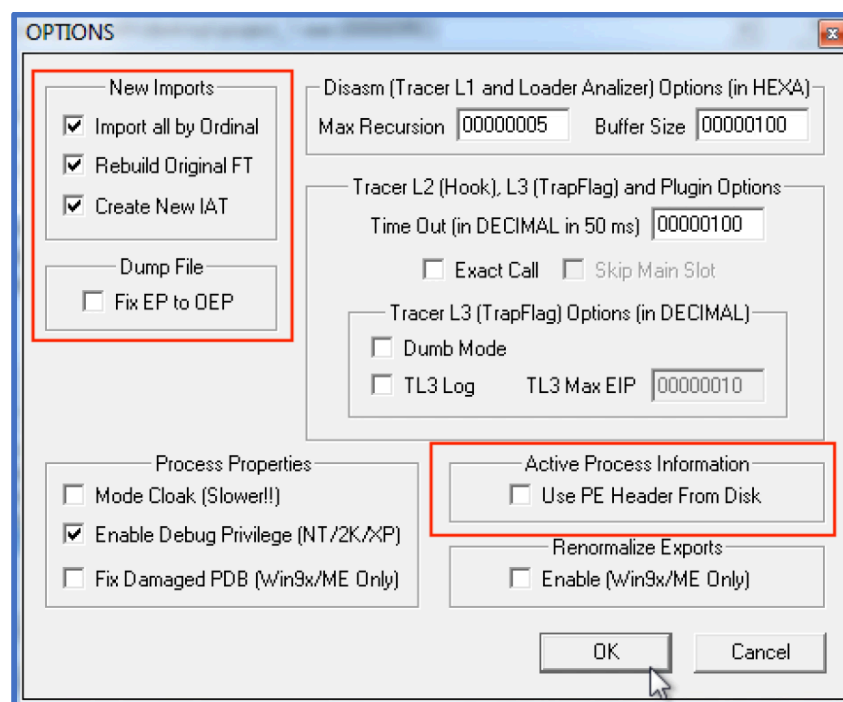 OPTIONS
New Imports
Import all by Ordinal
Rebuild Original FT
Create New IAT
Dump File
Fix EP to OEP
Disasm (Tracer L1 and Loader Analizer) Options (in HEXA)
Max Recursion 00000005 Buffer Size 00000100
Tracer L2 (Hook), L3 (TrapFlag) and Plugin Options
Time Out (in DECIMAL in 50 ms) 00000100
Exact Call Skip Main Slot
Tracer L3 (TrapFlag) Options (in DECIMAL)
Dumb Mode
TL3 Log TL3 Max EIP 00000010
Process Properties
Mode Cloak (Slower!!)
Enable Debug Privilege (NT/2K/XP)
Fix Damaged PDB (Win9x/ME Only)
Active Process Information
Use PE Header From Disk
Renormalize Exports
Enable (Win9x/ME Only)
OK Cancel